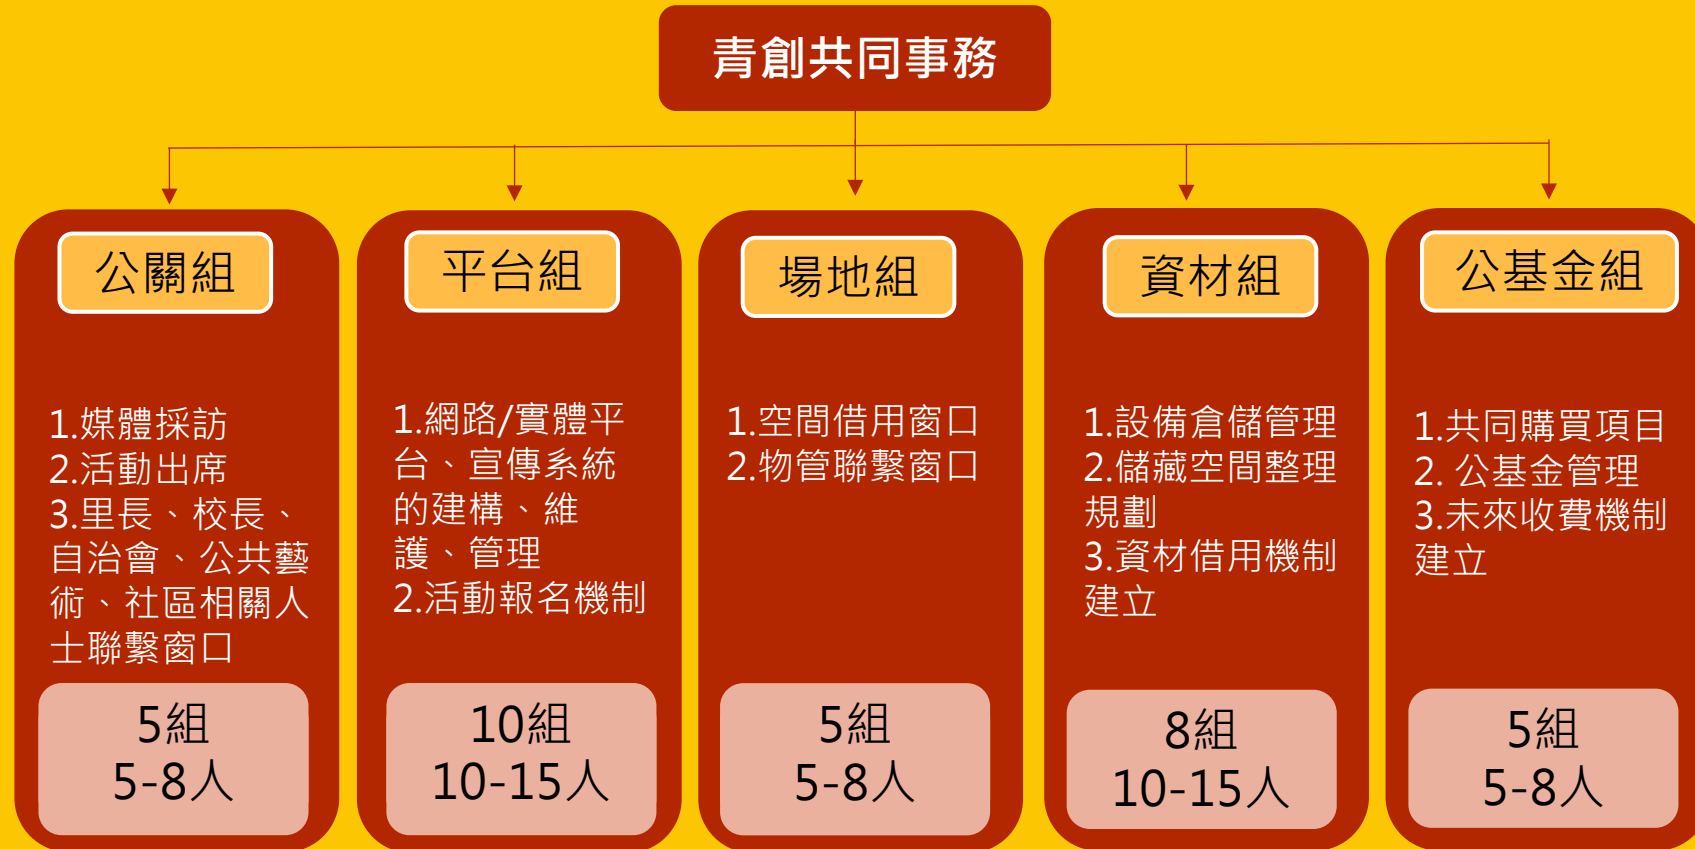 青創共同事務
公關組
1.媒體採訪
2.活動出席
3.里長、校長、
自治會、公共藝
術、社區相關人
士聯繫窗口
5組
5-8人
平台組
1.網路/實體平
台、宣傳系統
的建構、維
護、管理
2.活動報名機制
10組
10-15人
場地組
1.空間借用窗口
2.物管聯繫窗口
5組
5-8人
資材組
1.設備倉儲管理
2.儲藏空間整理
規劃
3.資材借用機制
建立
8組
10-15人
公基金組
1.共同購買項目
2. 公基金管理
3.未來收費機制
建立
5組
5-8人